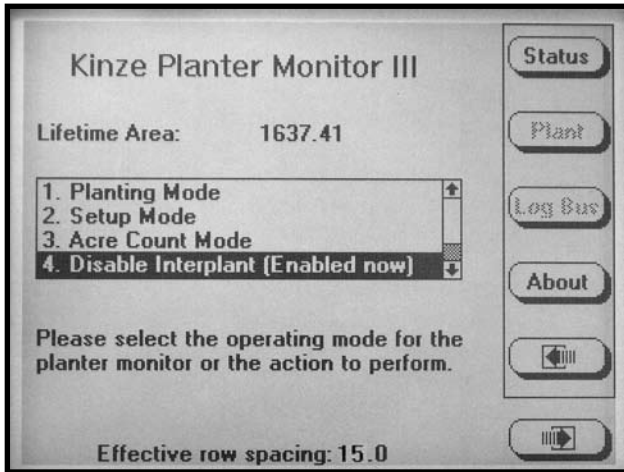 Kinze Planter Monitor III
Lifetime Area: 1637.41
1. Planting Mode
2. Setup Mode
3. Acre Count Mode
4. Disable Interplant (Enabled now)
Please select the operating mode for the
planter monitor or the action to perform.
Effective row spacing: 15.0
Status
Plant
Log Bus
About